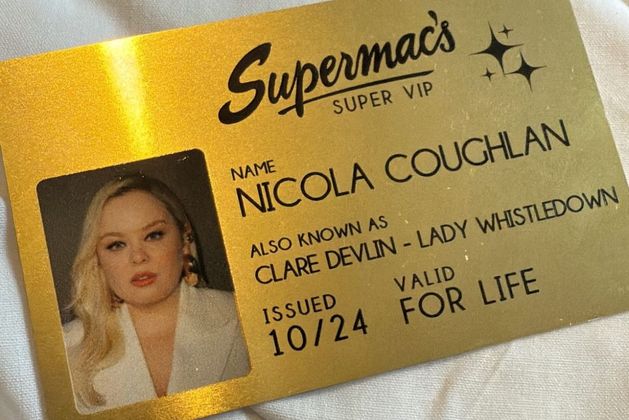 Supermac's
SUPER VIP
NAME
NICOLA COUGHLAN
ALSO KNOWN AS
CLARE DEVLIN - LADY WHISTLEDOWN
ISSUED
10/24
VALID
FOR LIFE